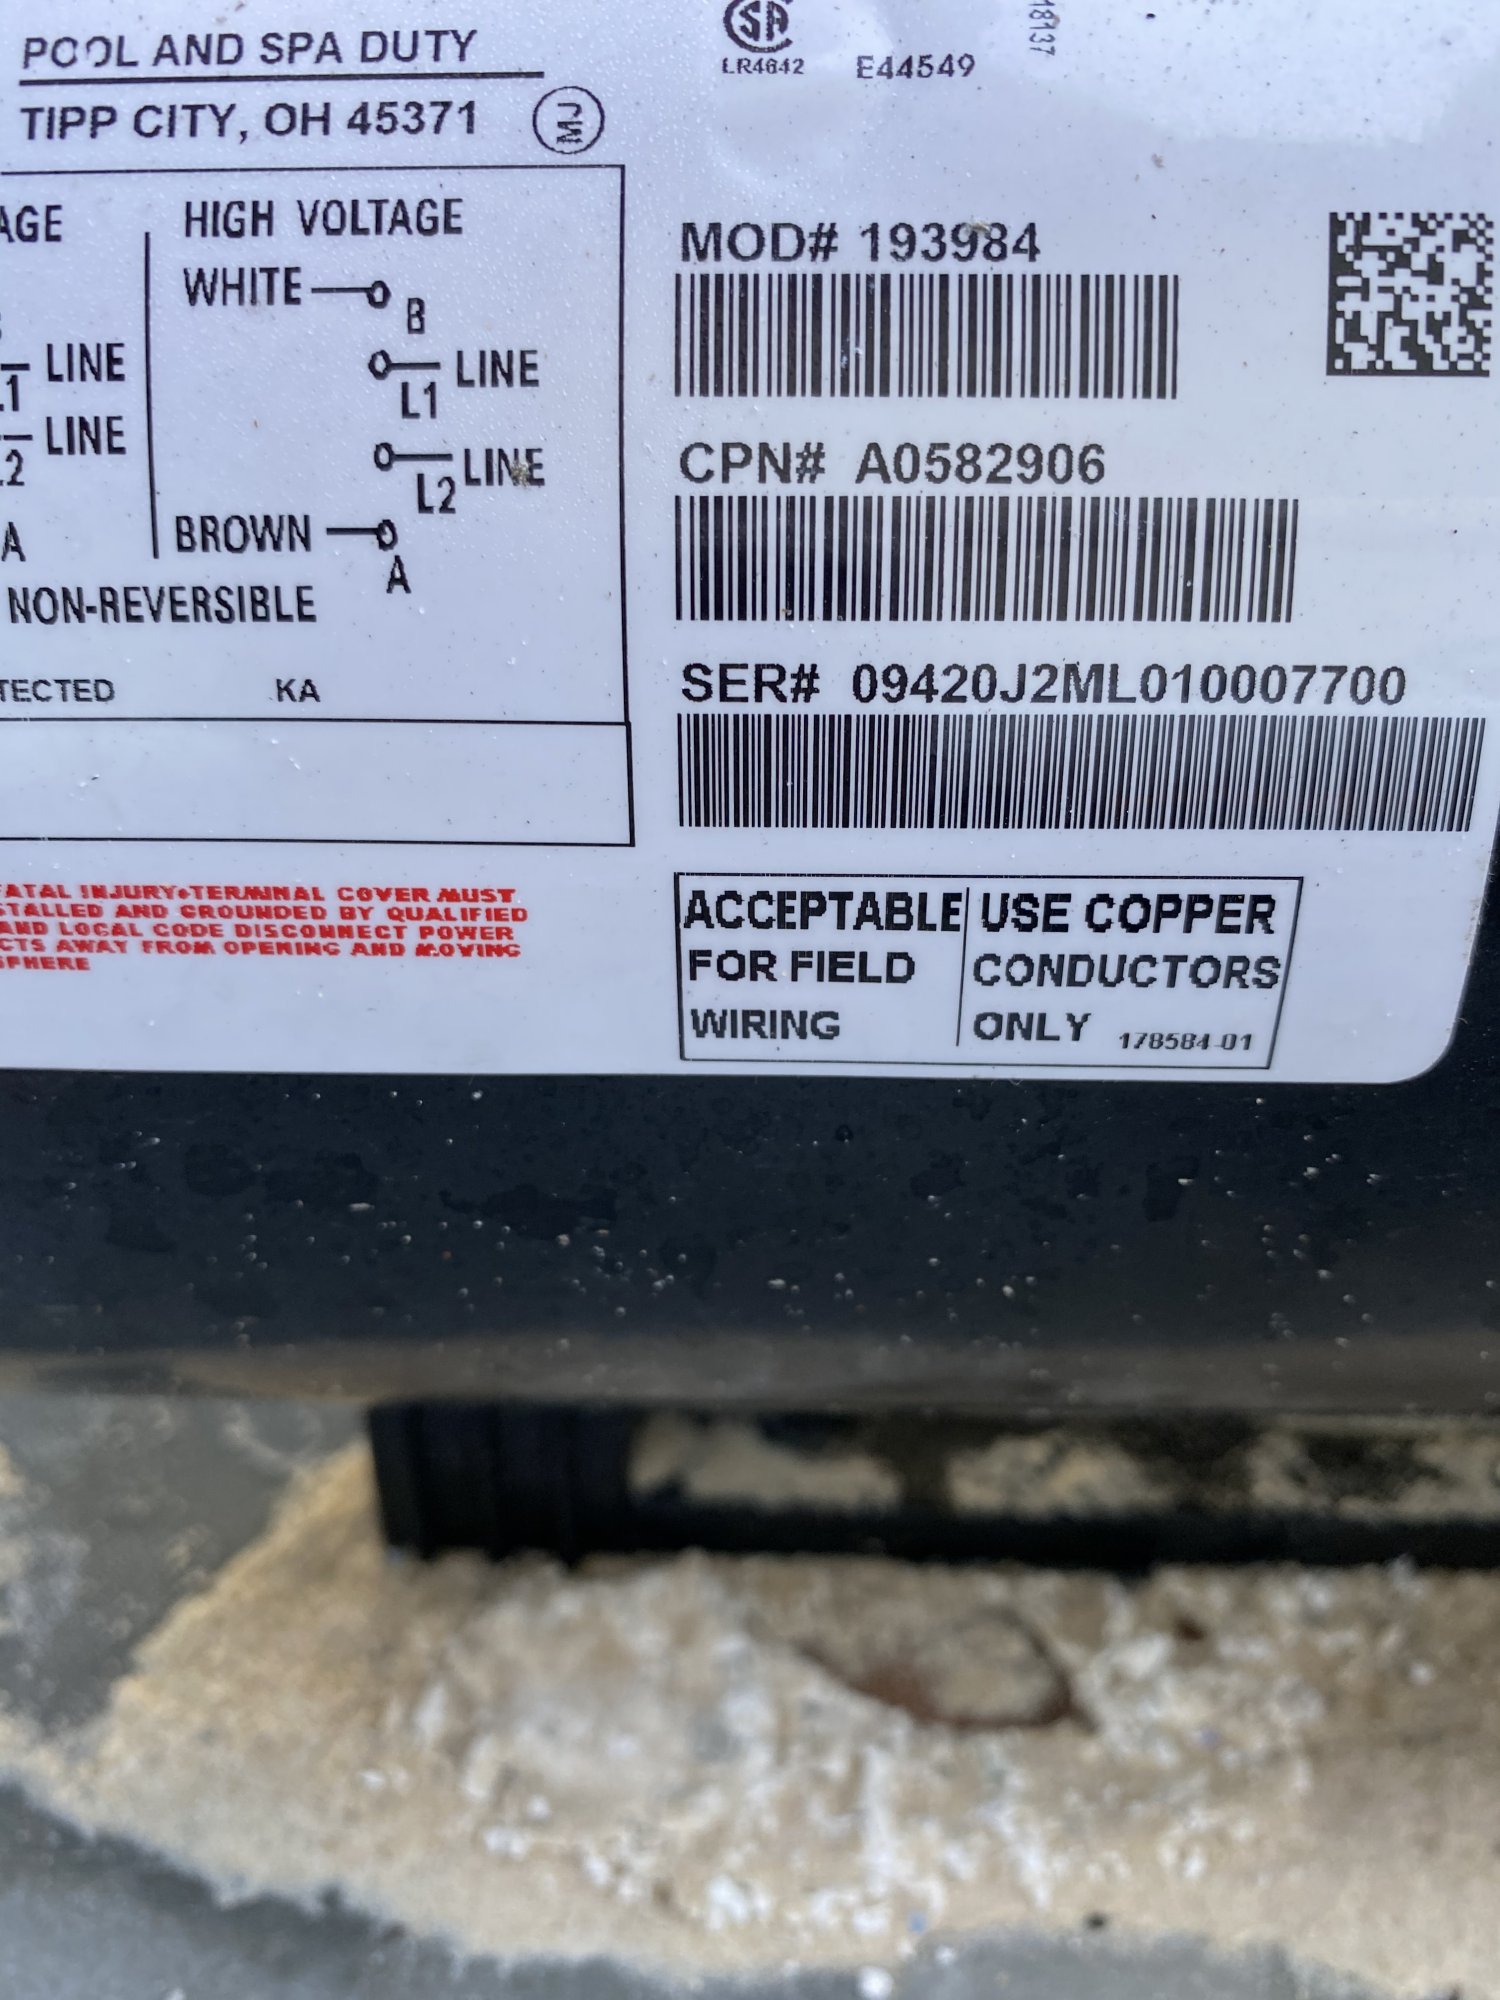 POOL AND SPA DUTY
TIPP CITY, OH 45371
MJ
SA
LR4642 E44549
18137
AGE
LINE
L1
LINE
L2
A
HIGH VOLTAGE
WHITE
B
LINE
L1
LINE
L2
BROWN
A
NON-REVERSIBLE
TECTED KA
MOD# 193984
CPN# A0582906
SER# 09420J2ML010007700
FATAL INJURY•TERMINAL COVER MUST
STALLED AND GROUNDED BY QUALIFIED
AND LOCAL CODE DISCONNECT POWER
CTS AWAY FROM OPENING AND MOVING
SPHERE
ACCEPTABLE
FOR FIELD
WIRING
USE COPPER
CONDUCTORS
ONLY 178584-01